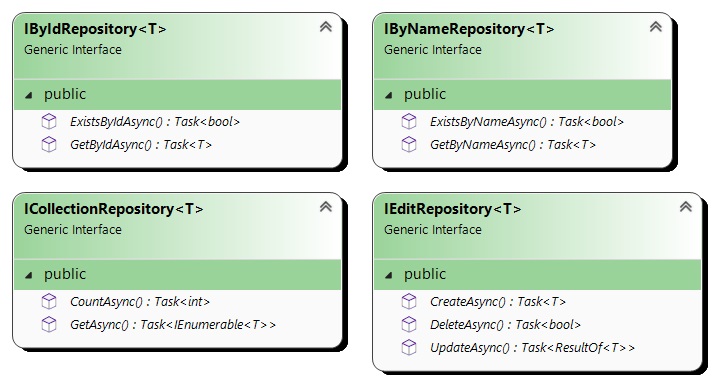 IByIdRepository<T>
Generic Interface
public
ExistsByIdAsync() : Task<bool>
GetByIdAsync() : Task<T>
IByNameRepository<T>
Generic Interface
public
ExistsByNameAsync() : Task<bool>
GetByNameAsync() : Task<T>
ICollectionRepository<T>
Generic Interface
public
CountAsync() : Task<int>
GetAsync() : Task<IEnumerable<T>>
IEditRepository<T>
Generic Interface
public
CreateAsync() : Task<T>
DeleteAsync() : Task<bool>
UpdateAsync() : Task<ResultOf<T>>